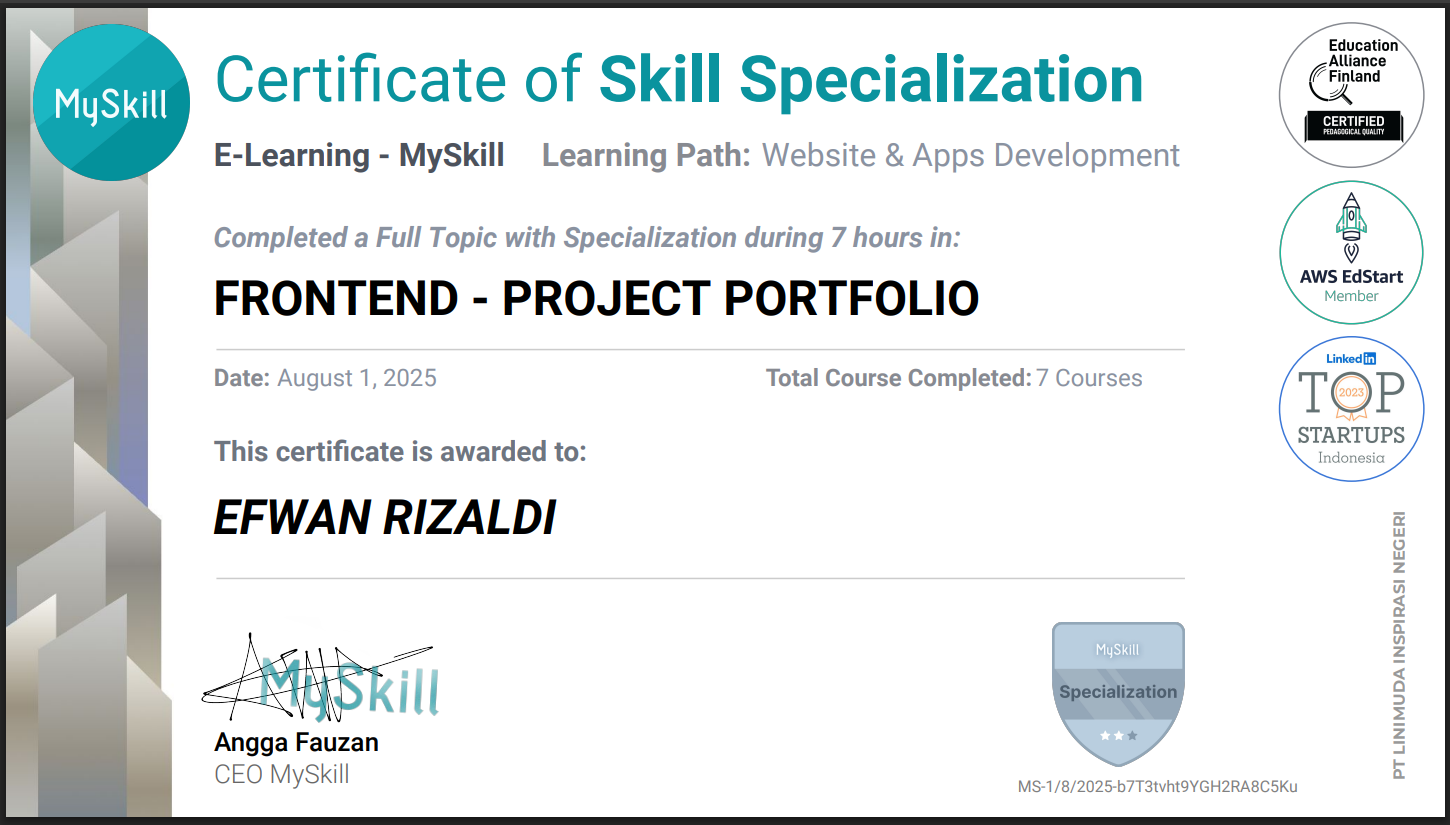 MySkill
Certificate of Skill Specialization
E-Learning - MySkill Learning Path: Website & Apps Development
Completed a Full Topic with Specialization during 7 hours in:
FRONTEND - PROJECT PORTFOLIO
Date: August 1, 2025 Total Course Completed: 7 Courses
This certificate is awarded to:
EFWAN RIZALDI
MySkill
Angga Fauzan
CEO MySkill
MySkill
Specialization
MS-1/8/2025-b7T3tvht9YGH2RA8C5Ku
Education
Alliance
Finland
CERTIFIED
PEDAGOGICAL QUALITY
AWS EdStart
Member
Linked in
TOP
2023
STARTUPS
Indonesia
PT LINIMUDA INSPIRASI NEGERI